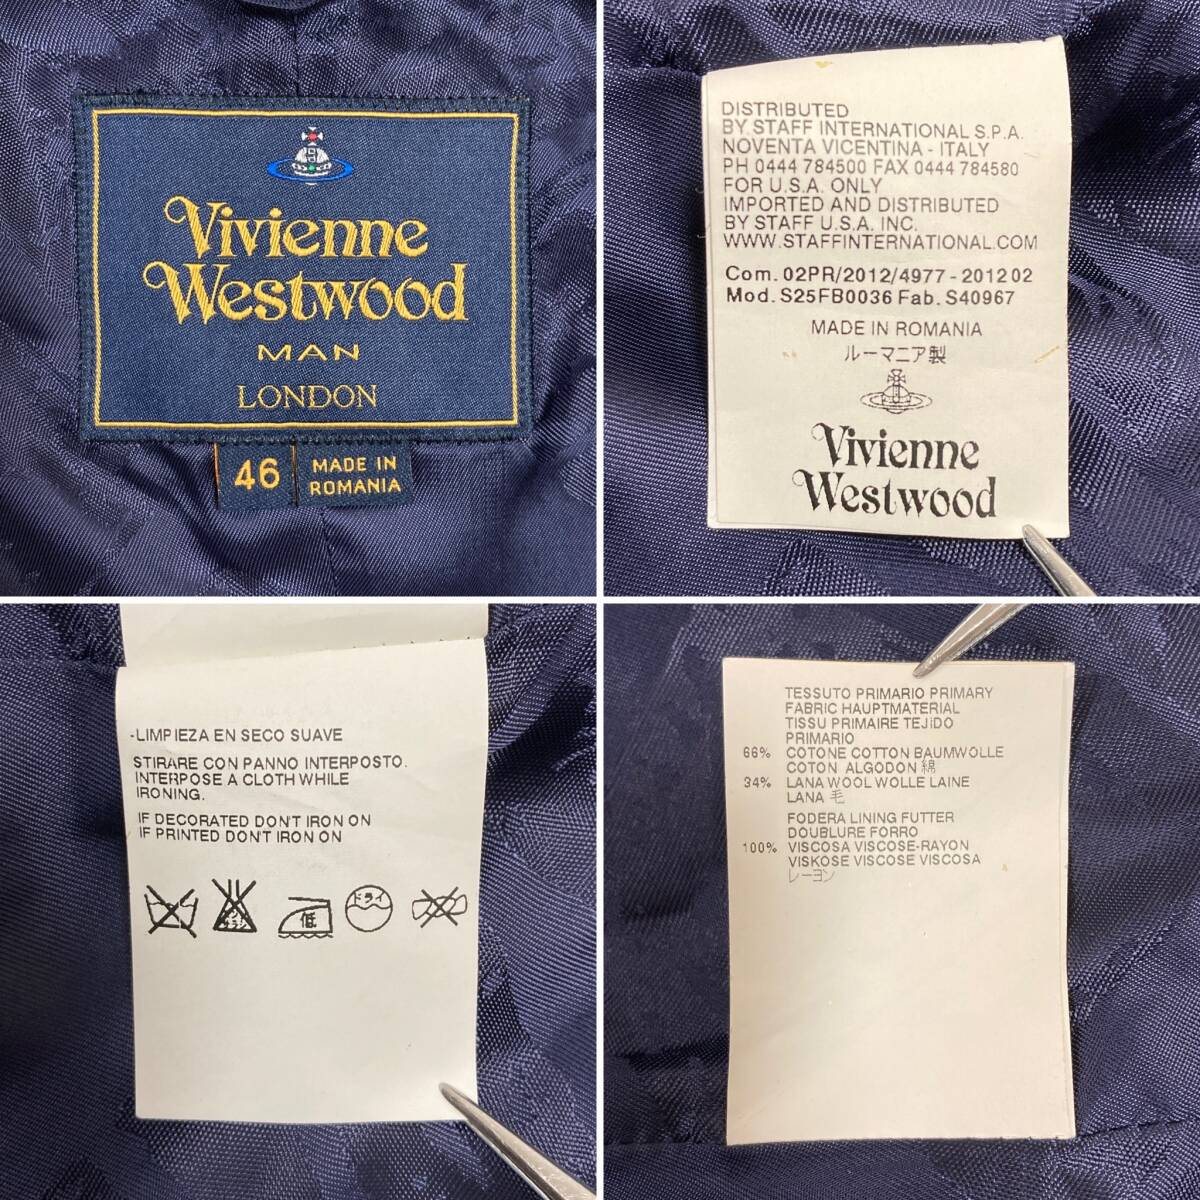 Vivienne
Westwood
MAN
LONDON
46
MADE IN
ROMANIA
DISTRIBUTED
BY STAFF INTERNATIONAL S.P.A.
NOVENTA VICENTINA - ITALY
PH 0444 784500 FAX 0444 784580
FOR U.S.A. ONLY
IMPORTED AND DISTRIBUTED
BY STAFF U.S.A. INC.
WWW.STAFFINTERNATIONAL.COM
Com. 02PR/2012/4977 - 2012 02
Mod. S25FB0036 Fab. S40967
MADE IN ROMANIA
ルーマニア製
Vivienne
Westwood
-LIMPIEZA EN SECO SUAVE
STIRARE CON PANNO INTERPOSTO.
INTERPOSE A CLOTH WHILE
IRONING.
IF DECORATED DON'T IRON ON
IF PRINTED DON'T IRON ON
低
ドライ
TESSUTO PRIMARIO PRIMARY
FABRIC HAUPTMATERIAL
TISSU PRIMAIRE TEJiDO
PRIMARIO
66% COTONE COTTON BAUMWOLLE
COTON ALGODON 綿
34% LANA WOOL WOLLE LAINE
LANA 毛
FODERA LINING FUTTER
DOUBLURE FORRO
100% VISCOSA VISCOSE-RAYON
VISKOSE VISCOSE VISCOSA
レーヨン